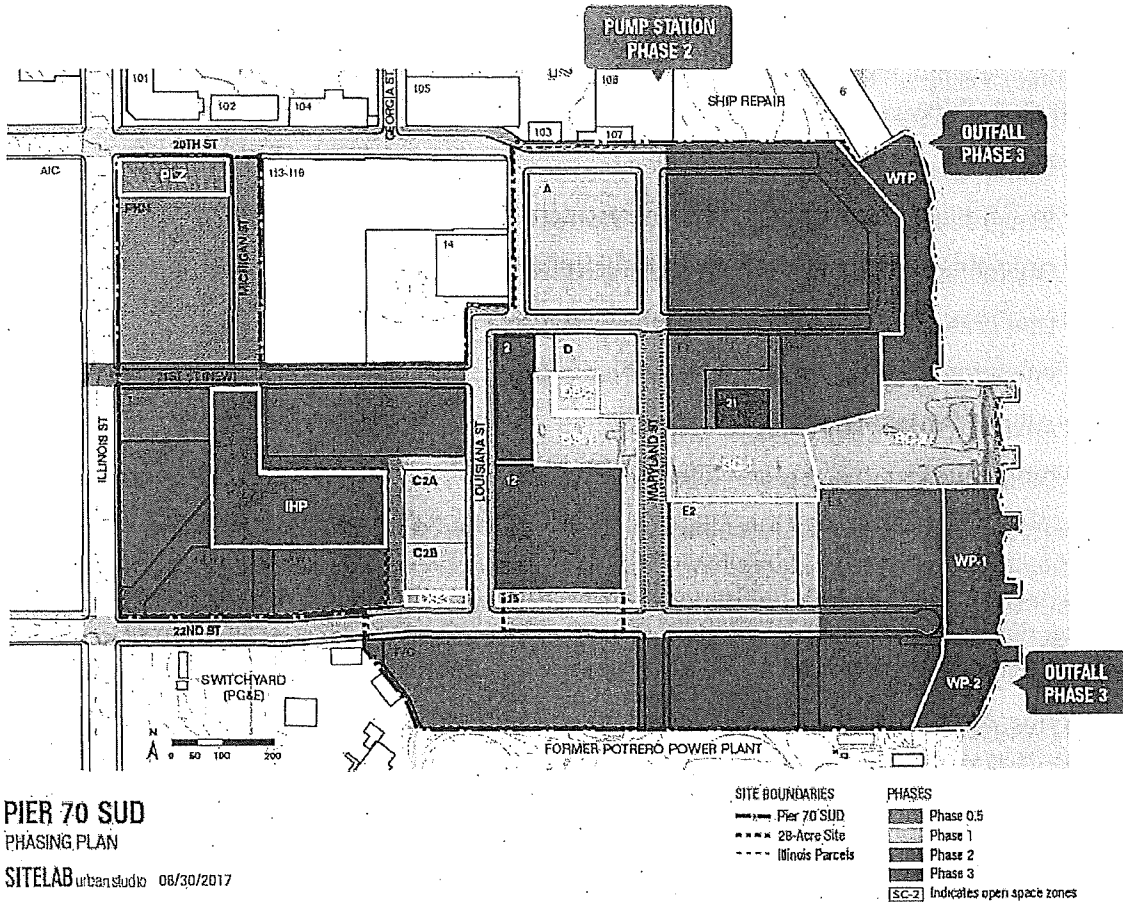 PUMP STATION
PHASE 2
101
102
104
GEORGIA ST
105
108
SHIP REPAIR
6
103
107
OUTFALL
PHASE 3
20TH ST
AIC
113-116
A
WTP
MICHIGAN ST
14
2
D
21
ILLINOIS ST
LOUISIANA ST
MARYLAND ST
C2A
12
E2
IHP
C2B
WP-1
15
22ND ST
SWITCHYARD
(PG&E)
WP-2
OUTFALL
PHASE 3
N
0 50 100 200
FORMER POTRERO POWER PLANT
PIER 70 SUD
PHASING PLAN
SITELAB urban studio 08/30/2017
SITE BOUNDARIES
Pier 70 SUD
28-Acre Site
Illinois Parcels
PHASES
Phase 0.5
Phase 1
Phase 2
Phase 3
SC-2 Indicates open space zones